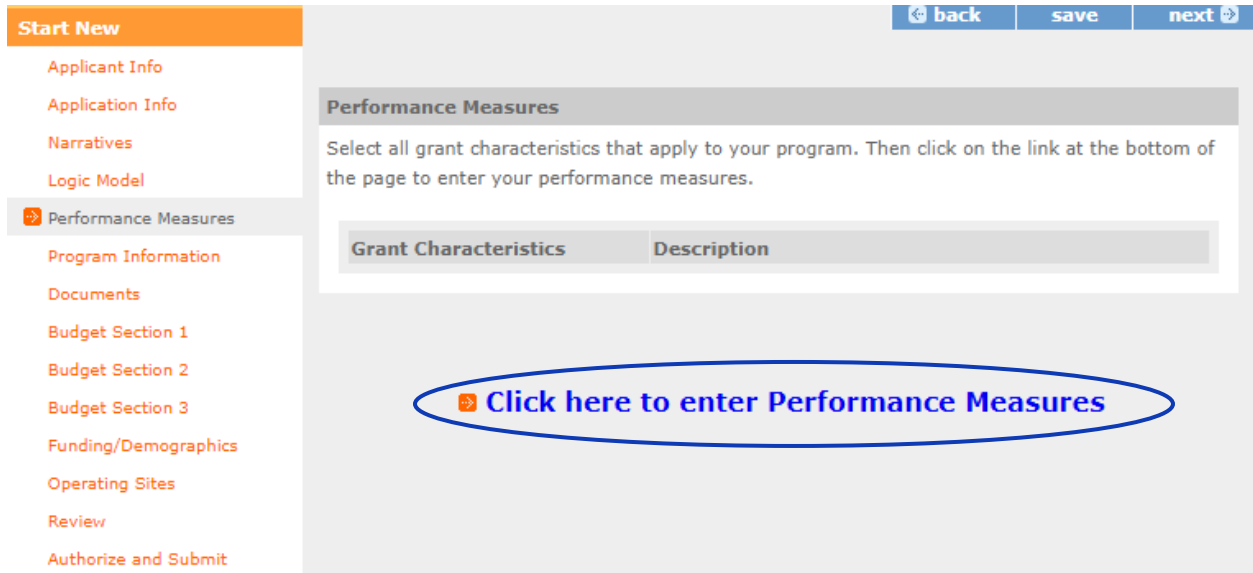 Start New
back
save
next
Applicant Info
Application Info
Narratives
Logic Model
Performance Measures
Program Information
Documents
Budget Section 1
Budget Section 2
Budget Section 3
Funding/Demographics
Operating Sites
Review
Authorize and Submit
Performance Measures
Select all grant characteristics that apply to your program. Then click on the link at the bottom of
the page to enter your performance measures.
Grant Characteristics
Description
Click here to enter Performance Measures